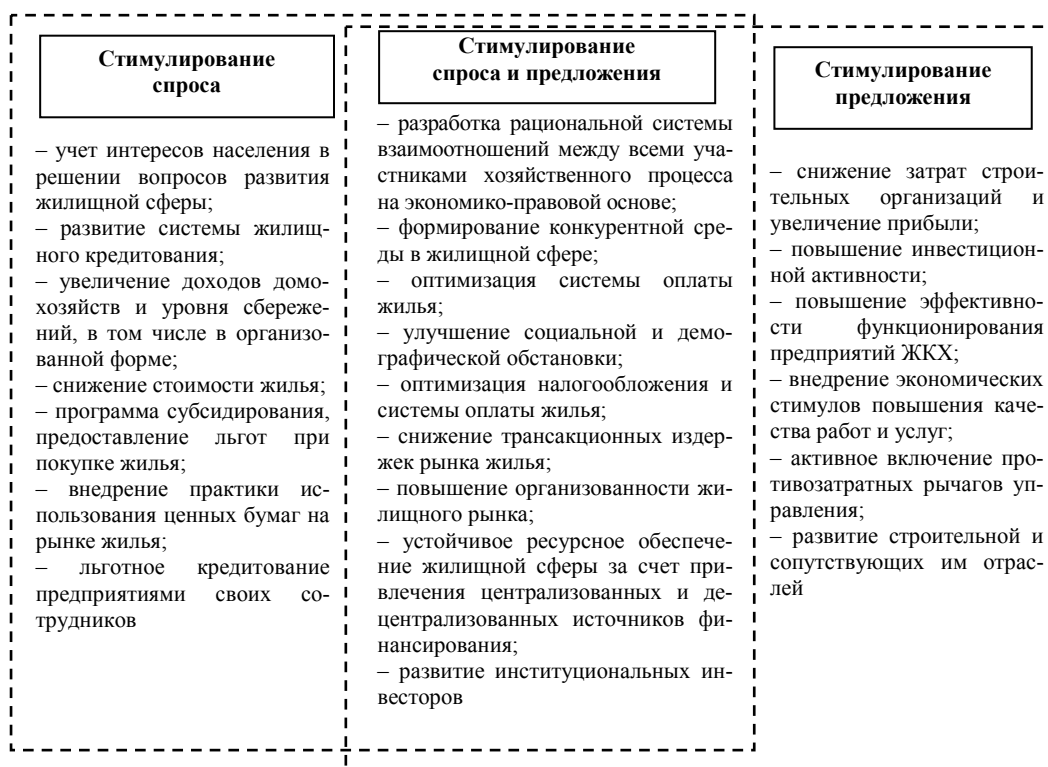 Стимулирование
спроса
– учет интересов населения в
решении вопросов развития
жилищной сферы;
– развитие системы жилищ-
ного кредитования;
– увеличение доходов домо-
хозяйств и уровня сбереже-
ний, в том числе в организо-
ванной форме;
– снижение стоимости жилья;
– программа субсидирования,
предоставление льгот при
покупке жилья;
– внедрение практики ис-
пользования ценных бумаг на
рынке жилья;
– льготное кредитование
предприятиями своих со-
трудников
Стимулирование
спроса и предложения
– разработка рациональной системы
взаимоотношений между всеми уча-
стниками хозяйственного процесса
на экономико-правовой основе;
– формирование конкурентной сре-
ды в жилищной сфере;
– оптимизация системы оплаты
жилья;
– улучшение социальной и демо-
графической обстановки;
– оптимизация налогообложения и
системы оплаты жилья;
– снижение трансакционных издер-
жек рынка жилья;
– повышение организованности жи-
лищного рынка;
– устойчивое ресурсное обеспече-
ние жилищной сферы за счет при-
влечения централизованных и де-
централизованных источников фи-
нансирования;
– развитие институциональных ин-
весторов
Стимулирование
предложения
– снижение затрат строи-
тельных организаций и
увеличение прибыли;
– повышение инвестицион-
ной активности;
– повышение эффективно-
сти функционирования
предприятий ЖКХ;
– внедрение экономических
стимулов повышения каче-
ства работ и услуг;
– активное включение про-
тивозатратных рычагов уп-
равления;
– развитие строительной и
сопутствующих им отрас-
лей